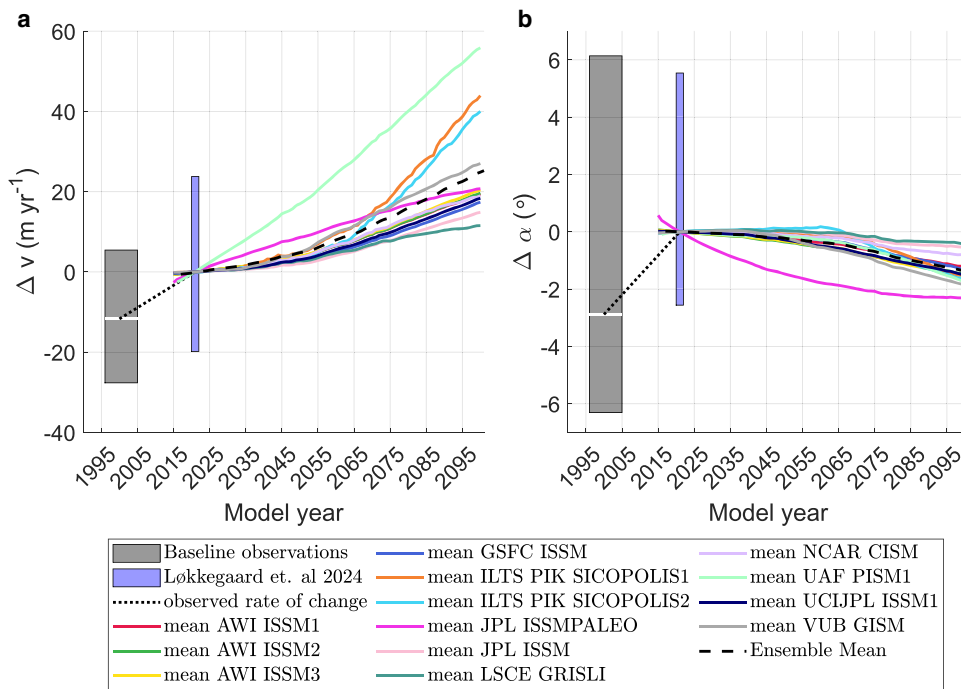 a
60
40
20
0
-20
-40
Δ v (m yr⁻¹)
1995 2005 2015 2025 2035 2045 2055 2065 2075 2085 2095
Model year
b
6
4
2
0
-2
-4
-6
Δ α (°)
1995 2005 2015 2025 2035 2045 2055 2065 2075 2085 2095
Model year
Baseline observations
Løkkegaard et. al 2024
observed rate of change
mean AWI ISSM1
mean AWI ISSM2
mean AWI ISSM3
mean GSFC ISSM
mean ILTS PIK SICOPOLIS1
mean ILTS PIK SICOPOLIS2
mean JPL ISSMPALEO
mean JPL ISSM
mean LSCE GRISLI
mean NCAR CISM
mean UAF PISM1
mean UCIJPL ISSM1
mean VUB GISM
Ensemble Mean